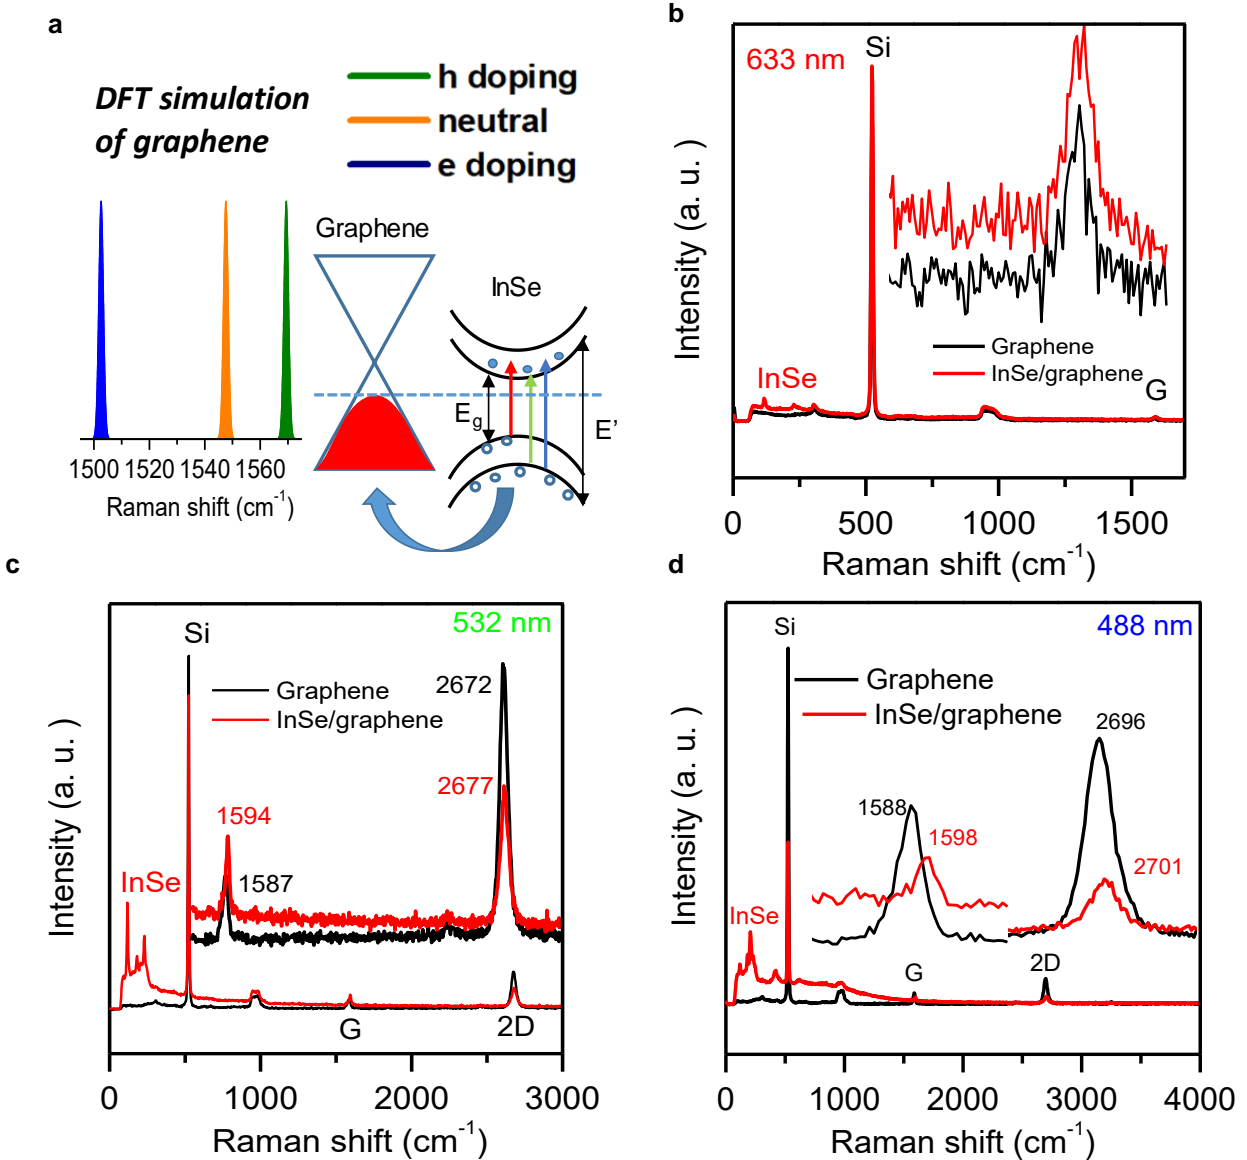 a
DFT simulation
of graphene
h doping
neutral
e doping
Graphene
InSe
E_g
E’
1500 1520 1540 1560
Raman shift (cm^-1)
b
633 nm
Si
Graphene
InSe/graphene
InSe
G
Intensity (a. u. )
0 500 1000 1500
Raman shift (cm^-1)
c
532 nm
Si
Graphene
InSe/graphene
2672
2677
1594
1587
InSe
G
2D
Intensity (a. u. )
0 1000 2000 3000
Raman shift (cm^-1)
d
488 nm
Si
Graphene
InSe/graphene
2696
1588
1598
2701
InSe
G
2D
Intensity (a. u. )
0 1000 2000 3000 4000
Raman shift (cm^-1)